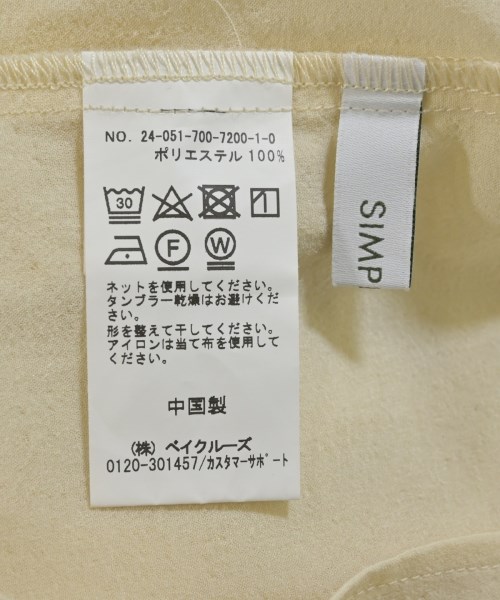 NO. 24-051-700-7200-1-0
ポリエステル 100%
30
F W
ネットを使用してください。
タンブラー乾燥はお避けくだ
さい。
形を整えて干してください。
アイロンは当て布を使用して
ください。
中国製
(株) ベイクルーズ
0120-301457/カスタマーサポート
SIMP